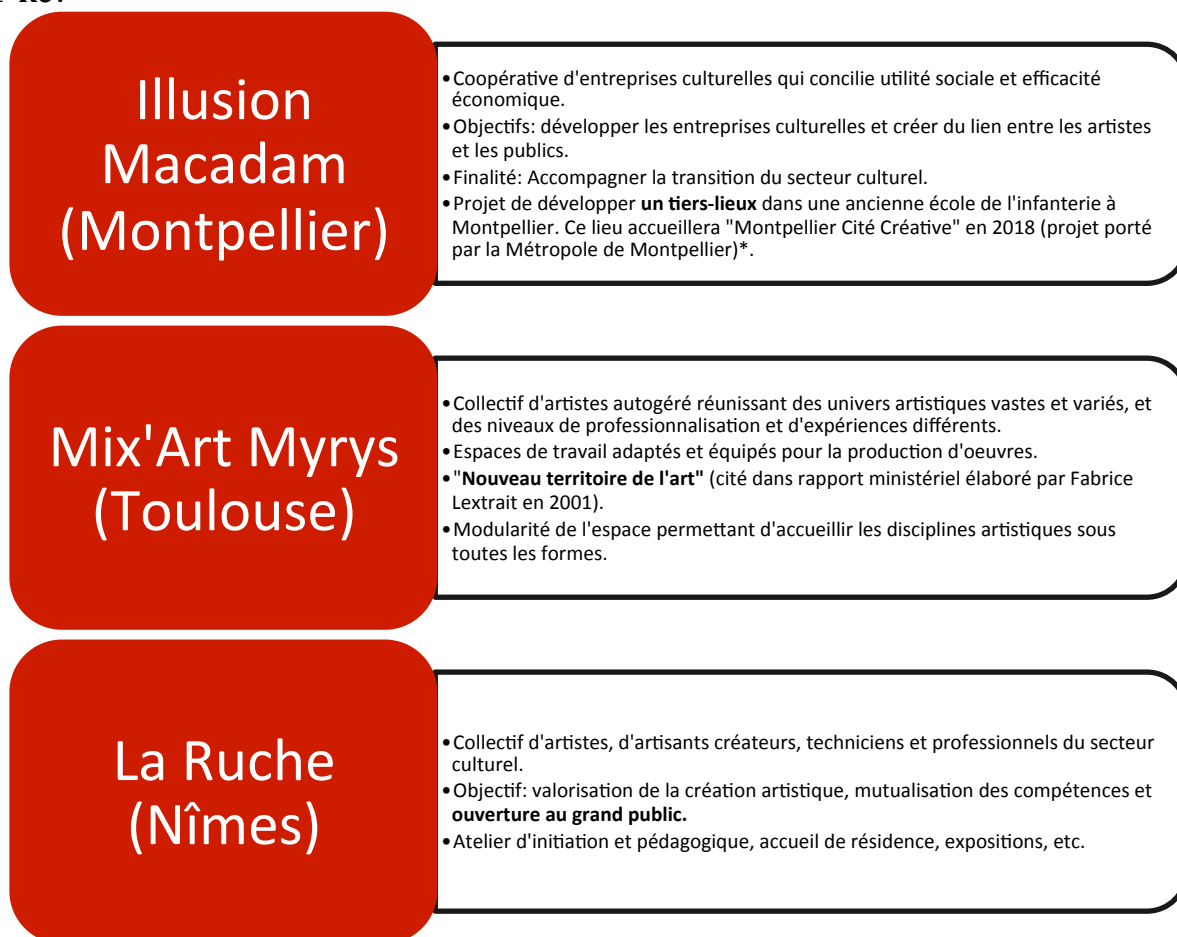 Illusion
Macadam
(Montpellier)
•Coopérative d'entreprises culturelles qui concilie utilité sociale et efficacité
économique.
•Objectifs: développer les entreprises culturelles et créer du lien entre les artistes
et les publics.
•Finalité: Accompagner la transition du secteur culturel.
•Projet de développer un tiers-lieux dans une ancienne école de l'infanterie à
Montpellier. Ce lieu accueillera "Montpellier Cité Créative" en 2018 (projet porté
par la Métropole de Montpellier)*.
Mix'Art Myrys
(Toulouse)
•Collectif d'artistes autogéré réunissant des univers artistiques vastes et variés, et
des niveaux de professionnalisation et d'expériences différents.
•Espaces de travail adaptés et équipés pour la production d'oeuvres.
•"Nouveau territoire de l'art" (cité dans rapport ministériel élaboré par Fabrice
Lextrait en 2001).
•Modularité de l'espace permettant d'accueillir les disciplines artistiques sous
toutes les formes.
La Ruche
(Nîmes)
•Collectif d'artistes, d'artisants créateurs, techniciens et professionnels du secteur
culturel.
•Objectif: valorisation de la création artistique, mutualisation des compétences et
ouverture au grand public.
•Atelier d'initiation et pédagogique, accueil de résidence, expositions, etc.